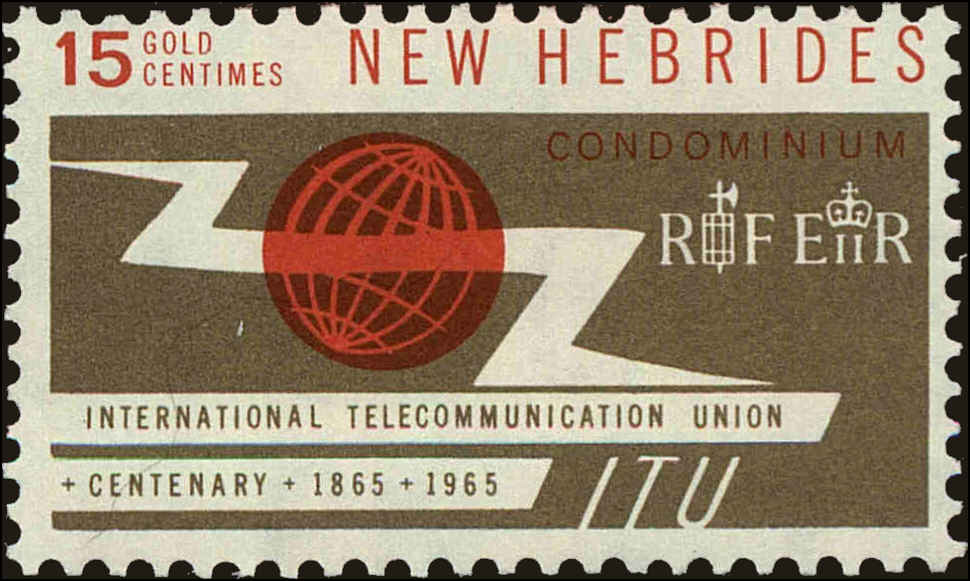 15 GOLD CENTIMES NEW HEBRIDES
CONDOMINIUM
RF EIIR
INTERNATIONAL TELECOMMUNICATION UNION
+ CENTENARY + 1865 + 1965
ITU